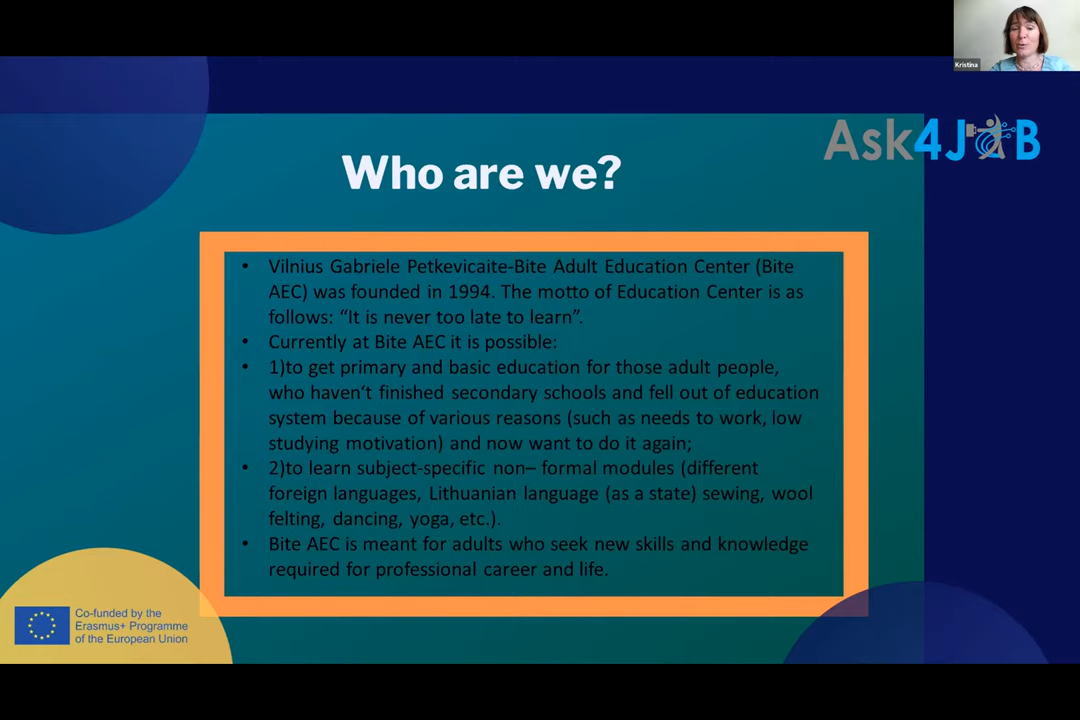 Kristina
Ask4JOB
Who are we?
• Vilnius Gabriele Petkevicaite-Bite Adult Education Center (Bite
AEC) was founded in 1994. The motto of Education Center is as
follows: “It is never too late to learn”.
• Currently at Bite AEC it is possible:
• 1)to get primary and basic education for those adult people,
who haven‘t finished secondary schools and fell out of education
system because of various reasons (such as needs to work, low
studying motivation) and now want to do it again;
• 2)to learn subject-specific non– formal modules (different
foreign languages, Lithuanian language (as a state) sewing, wool
felting, dancing, yoga, etc.).
• Bite AEC is meant for adults who seek new skills and knowledge
required for professional career and life.
Co-funded by the
Erasmus+ Programme
of the European Union